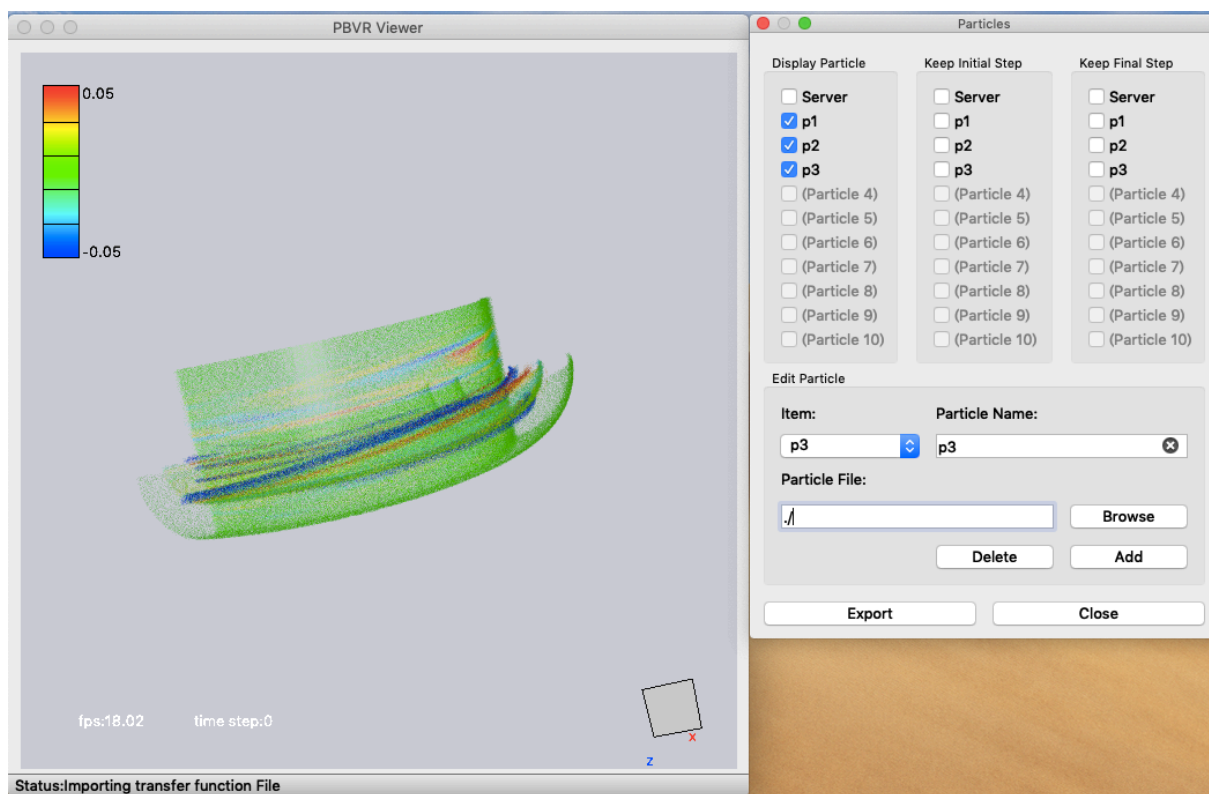 PBVR Viewer
0.05
-0.05
fps:18.02 time step:0
x
z
Status:Importing transfer function File
Particles
Display Particle Keep Initial Step Keep Final Step
Server Server Server
p1 p1 p1
p2 p2 p2
p3 p3 p3
(Particle 4) (Particle 4) (Particle 4)
(Particle 5) (Particle 5) (Particle 5)
(Particle 6) (Particle 6) (Particle 6)
(Particle 7) (Particle 7) (Particle 7)
(Particle 8) (Particle 8) (Particle 8)
(Particle 9) (Particle 9) (Particle 9)
(Particle 10) (Particle 10) (Particle 10)
Edit Particle
Item: Particle Name:
p3 p3
Particle File:
./ Browse
Delete Add
Export Close